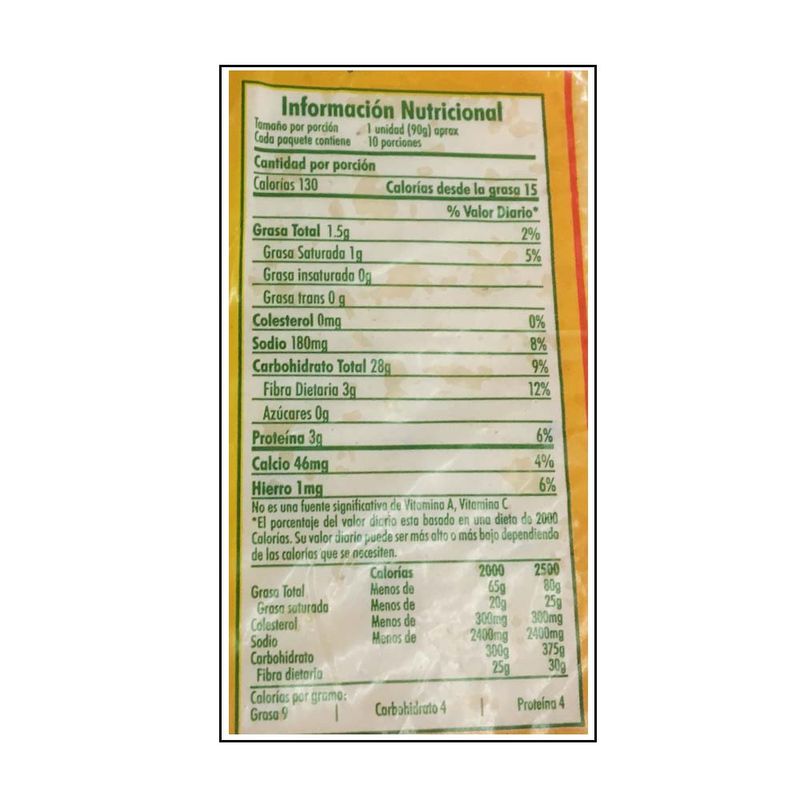 Información Nutricional
Tamaño por porción 1 unidad (90g) aprox
Cada paquete contiene 10 porciones
Cantidad por porción
Calorías 130 Calorías desde la grasa 15
% Valor Diario*
Grasa Total 1.5g 2%
Grasa Saturada 1g 5%
Grasa insaturada 0g
Grasa trans 0 g
Colesterol 0mg 0%
Sodio 180mg 8%
Carbohidrato Total 28g 9%
Fibra Dietaria 3g 12%
Azúcares 0g
Proteína 3g 6%
Calcio 46mg 4%
Hierro 1mg 6%
No es una fuente significativa de Vitamina A, Vitamina C
*El porcentaje del valor diario esta basado en una dieta de 2000
Calorías. Su valor diario puede ser más alto o más bajo dependiendo
de las calorías que se necesiten.
Calorías 2000 2500
Grasa Total Menos de 65g 80g
Grasa saturada Menos de 20g 25g
Colesterol Menos de 300mg 300mg
Sodio Menos de 2400mg 2400mg
Carbohidrato 300g 375g
Fibra dietaria 25g 30g
Calorías por gramo:
Grasa 9 | Carbohidrato 4 | Proteína 4